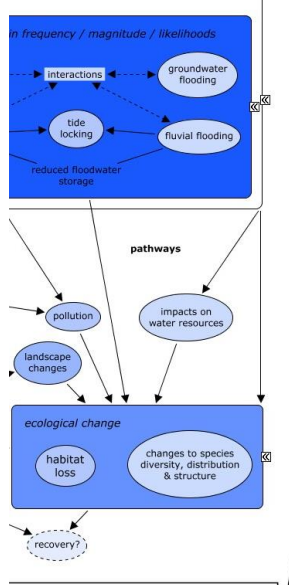 in frequency / magnitude / likelihoods
interactions
groundwater
flooding
tide
locking
fluvial flooding
reduced floodwater
storage
pathways
pollution
impacts on
water resources
landscape
changes
ecological change
habitat
loss
changes to species
diversity, distribution
& structure
recovery?